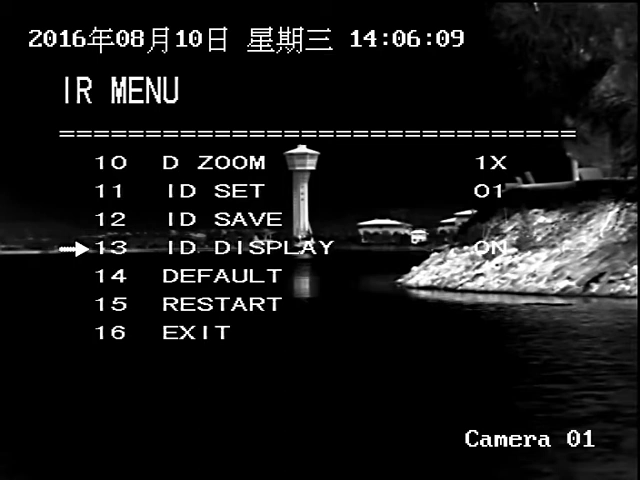 2016年08月10日 星期三 14:06:09
IR MENU
==============================
10 D ZOOM 1X
11 ID SET 01
12 ID SAVE
13 ID DISPLAY ON
14 DEFAULT
15 RESTART
16 EXIT
Camera 01